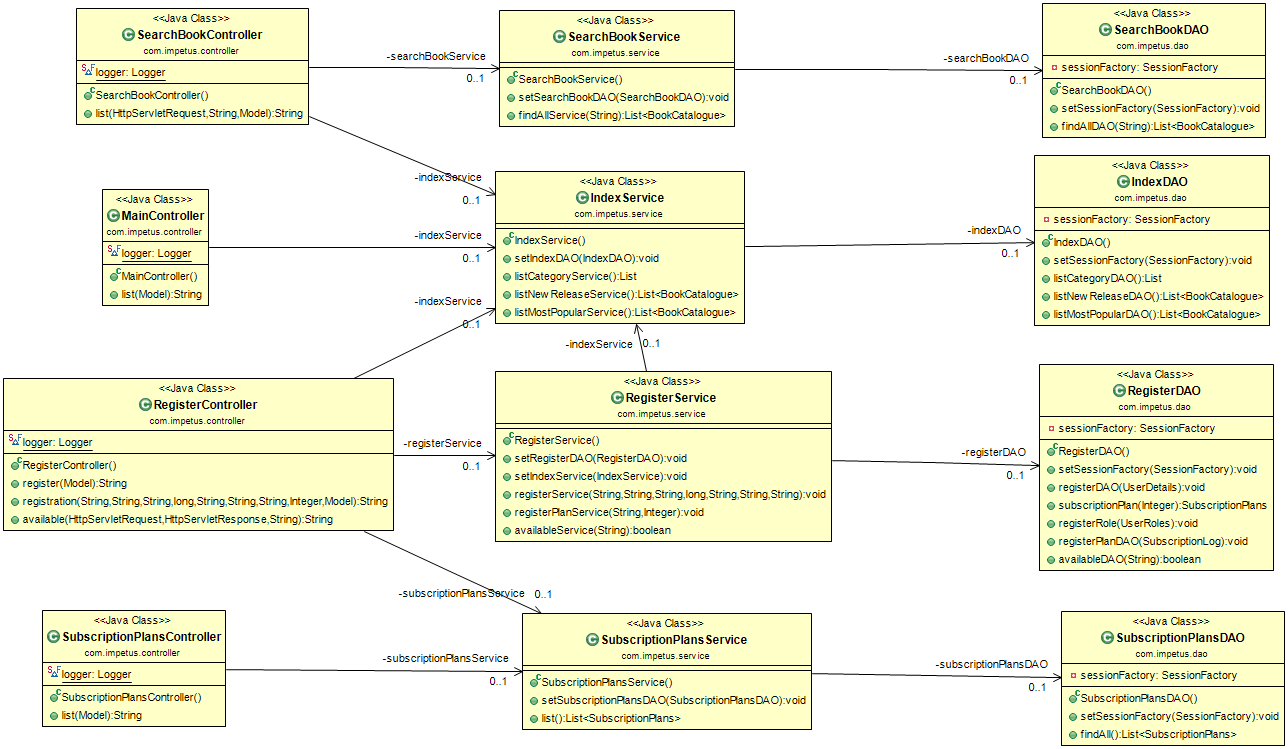 <<Java Class>>
SearchBookController
com.impetus.controller
logger: Logger
SearchBookController()
list(HttpServletRequest,String,Model):String
-searchBookService
0..1
<<Java Class>>
SearchBookService
com.impetus.service
SearchBookService()
setSearchBookDAO(SearchBookDAO):void
findAllService(String):List<BookCatalogue>
-searchBookDAO
0..1
<<Java Class>>
SearchBookDAO
com.impetus.dao
sessionFactory: SessionFactory
SearchBookDAO()
setSessionFactory(SessionFactory):void
findAllDAO(String):List<BookCatalogue>
-indexService
0..1
<<Java Class>>
MainController
com.impetus.controller
logger: Logger
MainController()
list(Model):String
-indexService
0..1
<<Java Class>>
IndexService
com.impetus.service
IndexService()
setIndexDAO(IndexDAO):void
listCategoryService():List
listNewReleaseService():List<BookCatalogue>
listMostPopularService():List<BookCatalogue>
-indexDAO
0..1
<<Java Class>>
IndexDAO
com.impetus.dao
sessionFactory: SessionFactory
IndexDAO()
setSessionFactory(SessionFactory):void
listCategoryDAO():List
listNewReleaseDAO():List<BookCatalogue>
listMostPopularDAO():List<BookCatalogue>
-indexService
0..1
-indexService
0..1
<<Java Class>>
RegisterController
com.impetus.controller
logger: Logger
RegisterController()
register(Model):String
registration(String,String,String,long,String,String,String,Integer,Model):String
available(HttpServletRequest,HttpServletResponse,String):String
-registerService
0..1
<<Java Class>>
RegisterService
com.impetus.service
RegisterService()
setRegisterDAO(RegisterDAO):void
setIndexService(IndexService):void
registerService(String,String,String,long,String,String,String):void
registerPlanService(String,Integer):void
availableService(String):boolean
-registerDAO
0..1
<<Java Class>>
RegisterDAO
com.impetus.dao
sessionFactory: SessionFactory
RegisterDAO()
setSessionFactory(SessionFactory):void
registerDAO(UserDetails):void
subscriptionPlan(Integer):SubscriptionPlans
registerRole(UserRoles):void
registerPlanDAO(SubscriptionLog):void
availableDAO(String):boolean
-subscriptionPlansService
0..1
<<Java Class>>
SubscriptionPlansController
com.impetus.controller
logger: Logger
SubscriptionPlansController()
list(Model):String
-subscriptionPlansService
0..1
<<Java Class>>
SubscriptionPlansService
com.impetus.service
SubscriptionPlansService()
setSubscriptionPlansDAO(SubscriptionPlansDAO):void
list():List<SubscriptionPlans>
-subscriptionPlansDAO
0..1
<<Java Class>>
SubscriptionPlansDAO
com.impetus.dao
sessionFactory: SessionFactory
SubscriptionPlansDAO()
setSessionFactory(SessionFactory):void
findAll():List<SubscriptionPlans>